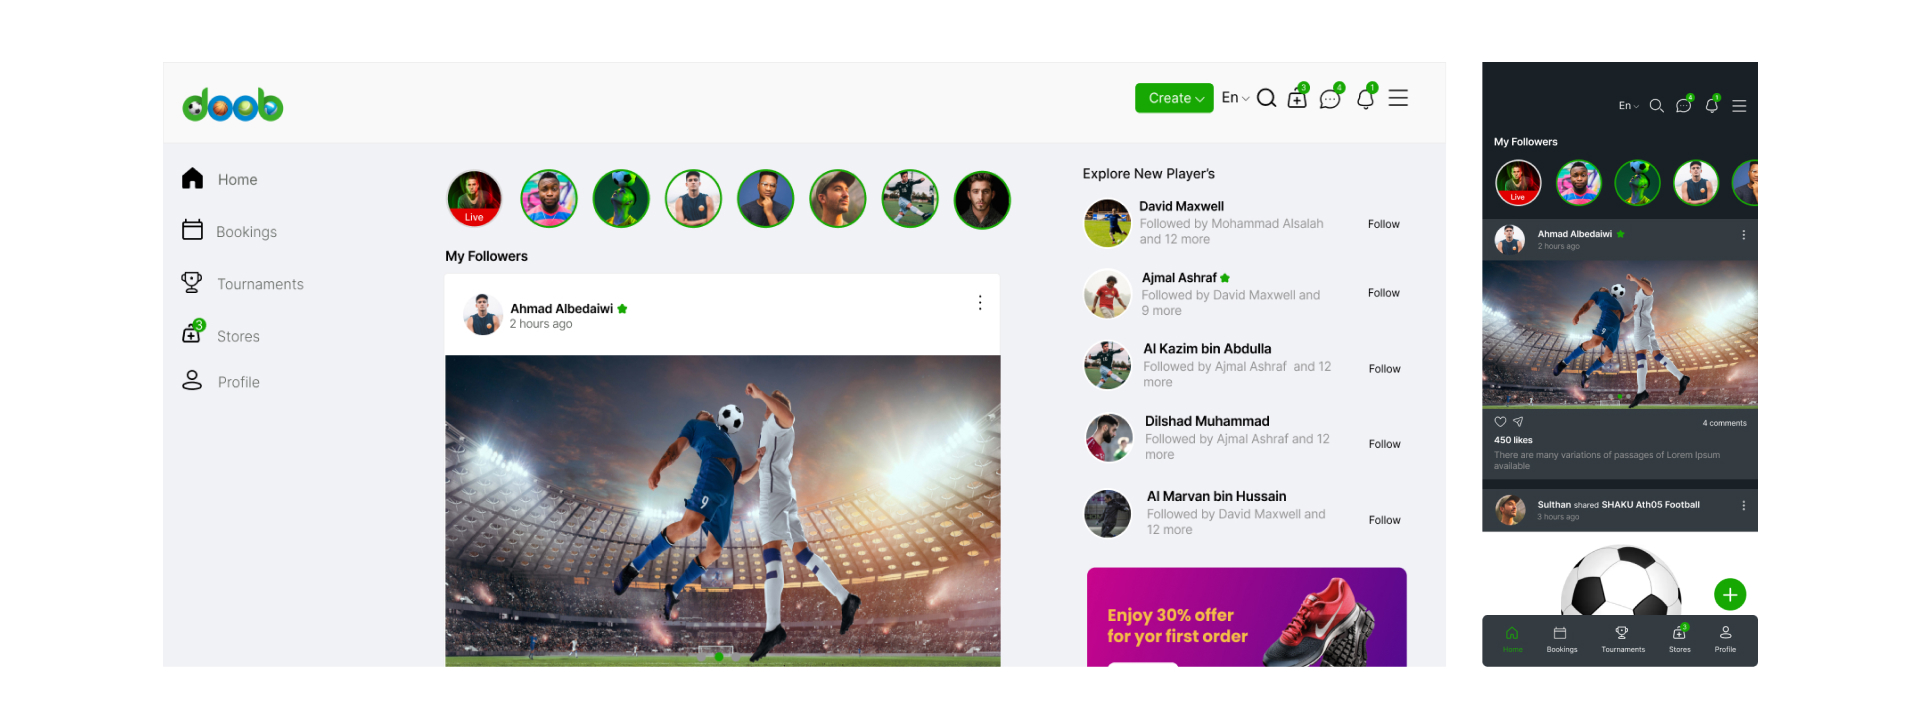 doob
Create
En
3
4
1
Home
Bookings
Tournaments
3
Stores
Profile
Live
My Followers
Ahmad Albedaiwi
2 hours ago
9
Explore New Player's
David Maxwell
Followed by Mohammad Alsalah
and 12 more
Follow
Ajmal Ashraf
Followed by David Maxwell and
9 more
Follow
Al Kazim bin Abdulla
Followed by Ajmal Ashraf and 12
more
Follow
Dilshad Muhammad
Followed by Ajmal Ashraf and 12
more
Follow
Al Marvan bin Hussain
Followed by David Maxwell and
12 more
Follow
Enjoy 30% offer
for yor first order
En
4
1
My Followers
Live
Ahmad Albedaiwi
2 hours ago
4 comments
450 likes
There are many variations of passages of Lorem Ipsum
available
Sulthan shared SHAKU Ath05 Football
3 hours ago
3
Home
Bookings
Tournaments
Stores
Profile